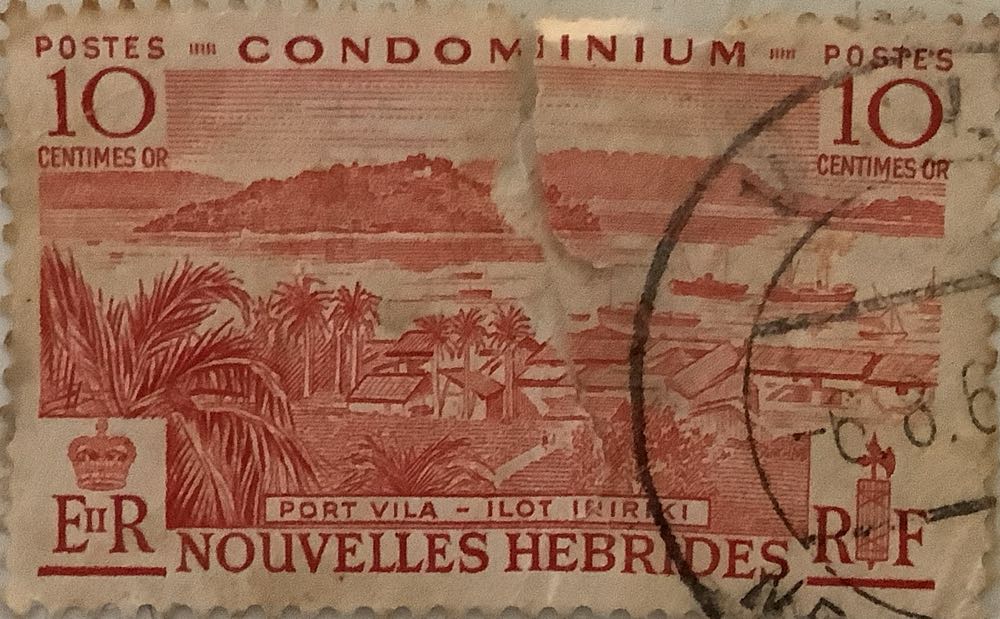 POSTES CONDOMINIUM POSTES
10 10
CENTIMES OR CENTIMES OR
PORT VILA - ILOT IRIRIKI
EIIR NOUVELLES HEBRIDES RF